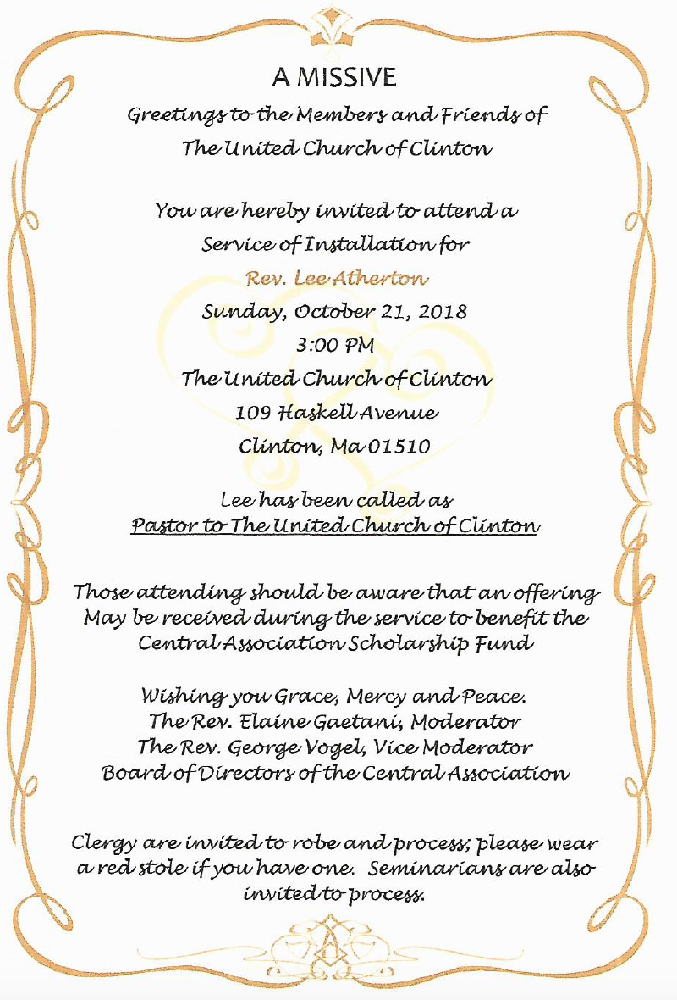 A MISSIVE
Greetings to the Members and Friends of
The United Church of Clinton
You are hereby invited to attend a
Service of Installation for
Rev. Lee Atherton
Sunday, October 21, 2018
3:00 PM
The United Church of Clinton
109 Haskell Avenue
Clinton, Ma 01510
Lee has been called as
Pastor to The United Church of Clinton
Those attending should be aware that an offering
May be received during the service to benefit the
Central Association Scholarship Fund
Wishing you Grace, Mercy and Peace.
The Rev. Elaine Gaetani, Moderator
The Rev. George Vogel, Vice Moderator
Board of Directors of the Central Association
Clergy are invited to robe and process; please wear
a red stole if you have one.  Seminarians are also
invited to process.